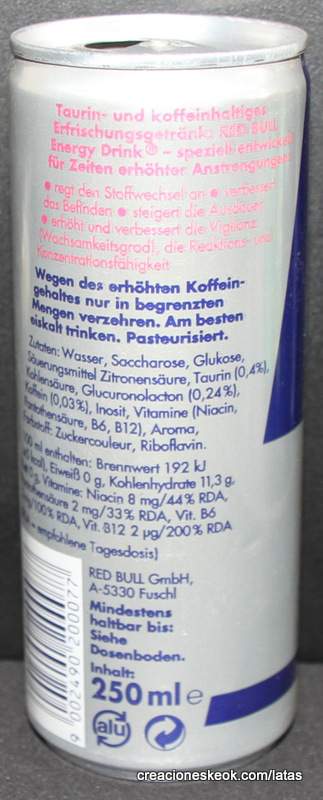 Taurin- und koffeinhaltiges
Erfrischungsgetränk: RED BULL
Energy Drink® – speziell entwickelt
für Zeiten erhöhter Anstrengungen
● regt den Stoffwechsel an ● verbessert
das Befinden ● steigert die Ausdauer
● erhöht und verbessert die Vigilanz
(Wachsamkeitsgrad), die Reaktions- und
Konzentrationsfähigkeit
Wegen des erhöhten Koffein-
gehaltes nur in begrenzten
Mengen verzehren. Am besten
eiskalt trinken. Pasteurisiert.
Zutaten: Wasser, Saccharose, Glukose,
Säuerungsmittel Zitronensäure, Taurin (0,4%),
Kohlensäure, Glucuronolacton (0,24%),
Koffein (0,03%), Inosit, Vitamine (Niacin,
Pantothensäure, B6, B12), Aroma,
Farbstoff: Zuckercouleur, Riboflavin.
100 ml enthalten: Brennwert 192 kJ
kcal), Eiweiß 0 g, Kohlenhydrate 11,3 g,
Vitamine: Niacin 8 mg/44% RDA,
2 mg/33% RDA, Vit. B6
/100% RDA, Vit. B12 2 µg/200% RDA
= empfohlene Tagesdosis)
RED BULL GmbH,
A-5330 Fuschl
Mindestens
haltbar bis:
Siehe
Dosenboden.
Inhalt:
250 ml e
alu
9 002490 200077
creacioneskeok.com/latas